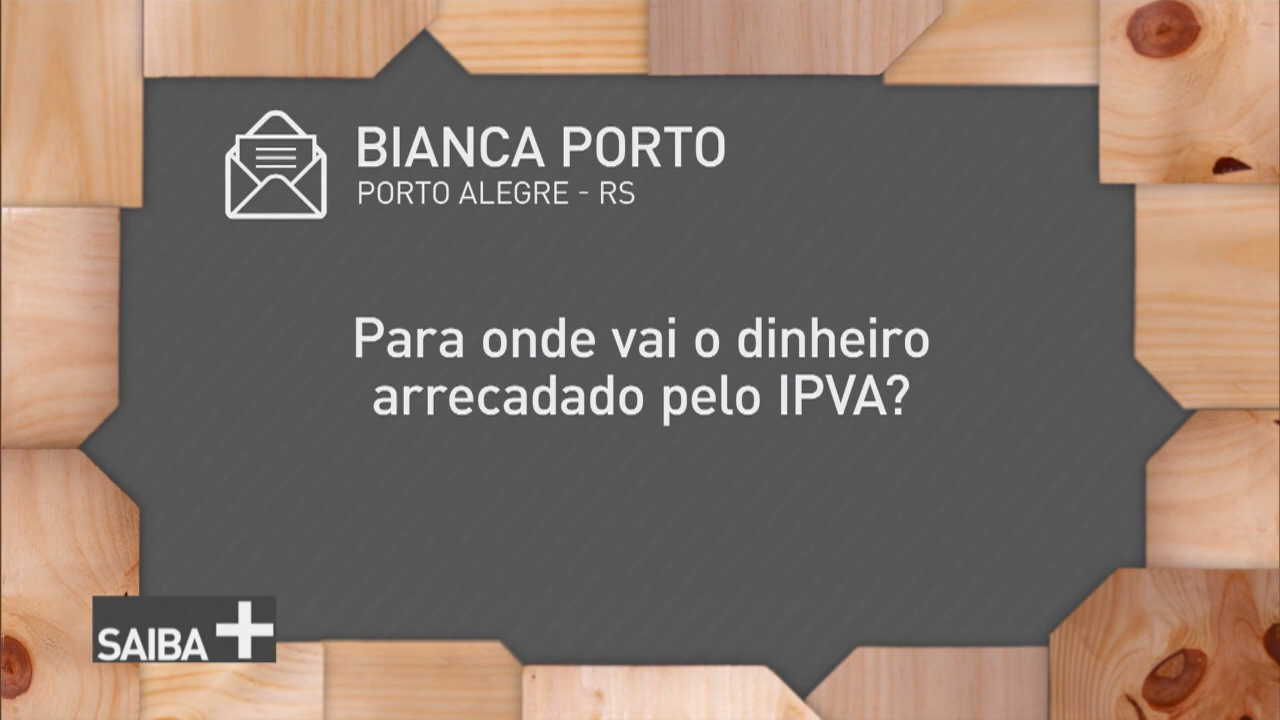 BIANCA PORTO
PORTO ALEGRE - RS
Para onde vai o dinheiro
arrecadado pelo IPVA?
SAIBA+